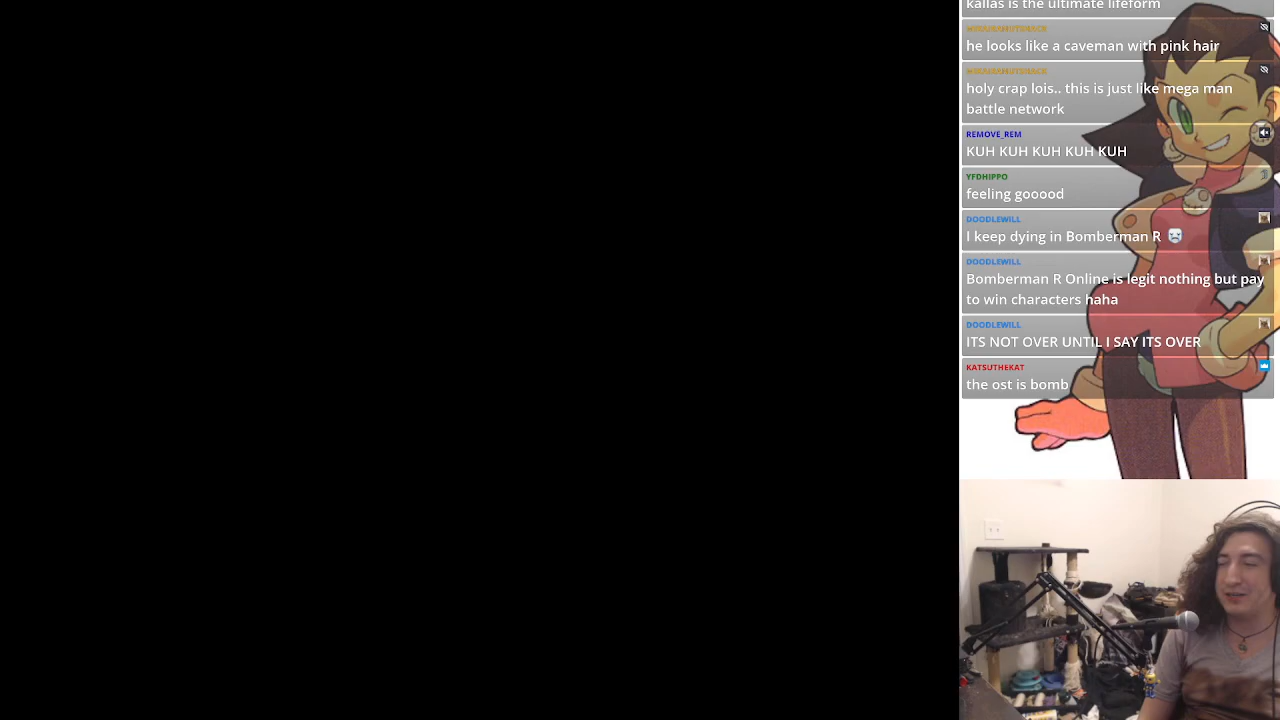 kallas is the ultimate lifeform
he looks like a caveman with pink hair
holy crap lois.. this is just like mega man
battle network
REMOVE_REM
KUH KUH KUH KUH KUH
YFDHIPPO
feeling gooood
DOODLEWILL
I keep dying in Bomberman R
DOODLEWILL
Bomberman R Online is legit nothing but pay
to win characters haha
DOODLEWILL
ITS NOT OVER UNTIL I SAY ITS OVER
KATSUTHEKAT
the ost is bomb